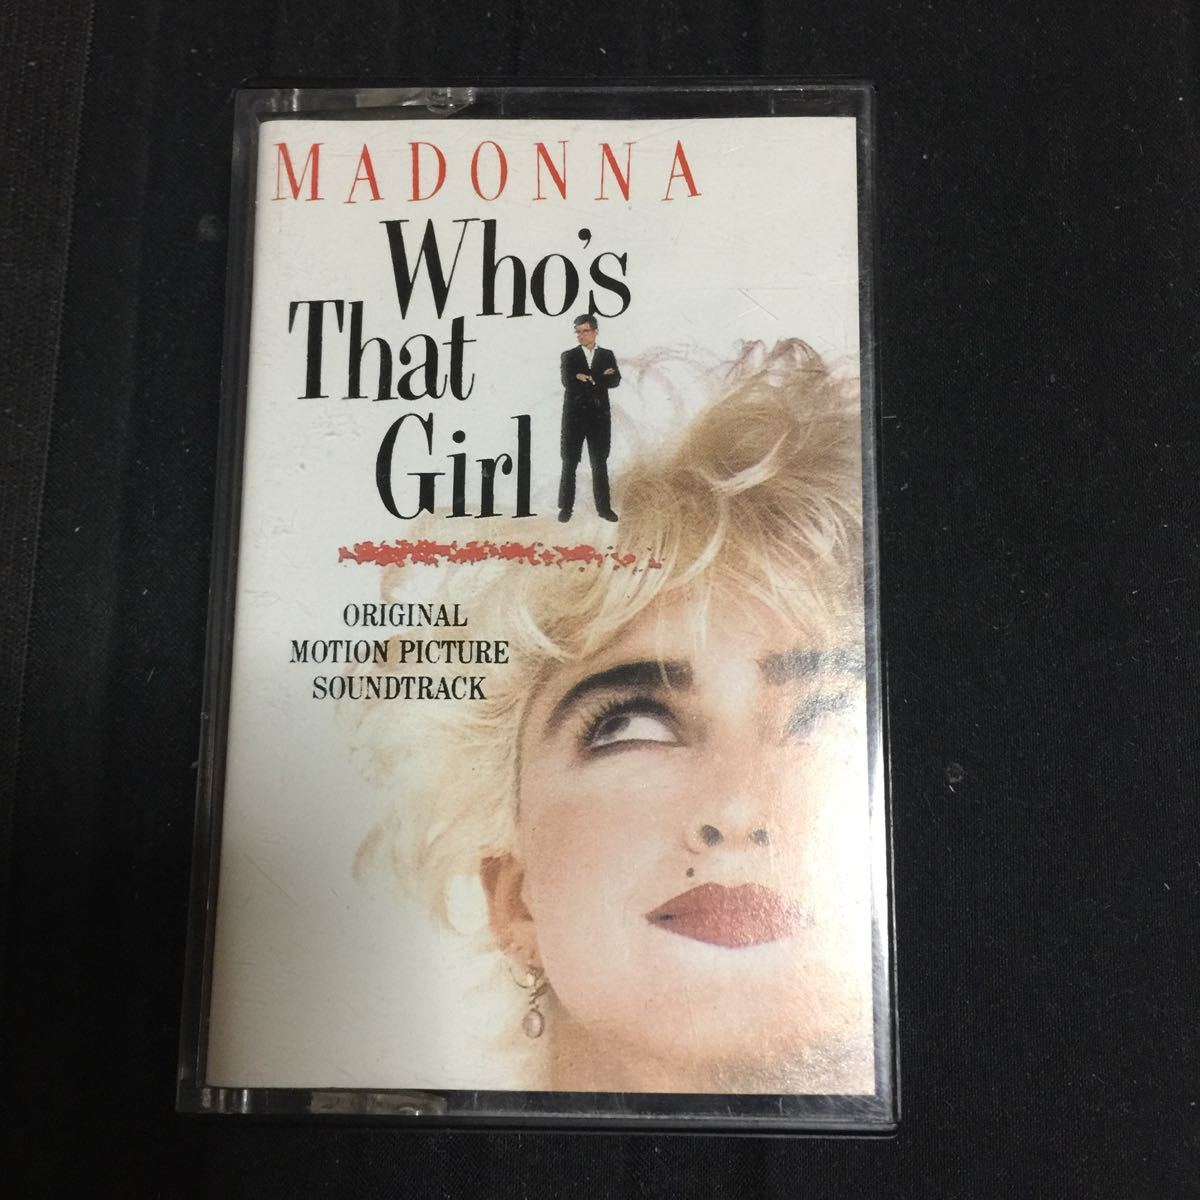 MADONNA
Who's
That
Girl
ORIGINAL
MOTION PICTURE
SOUNDTRACK